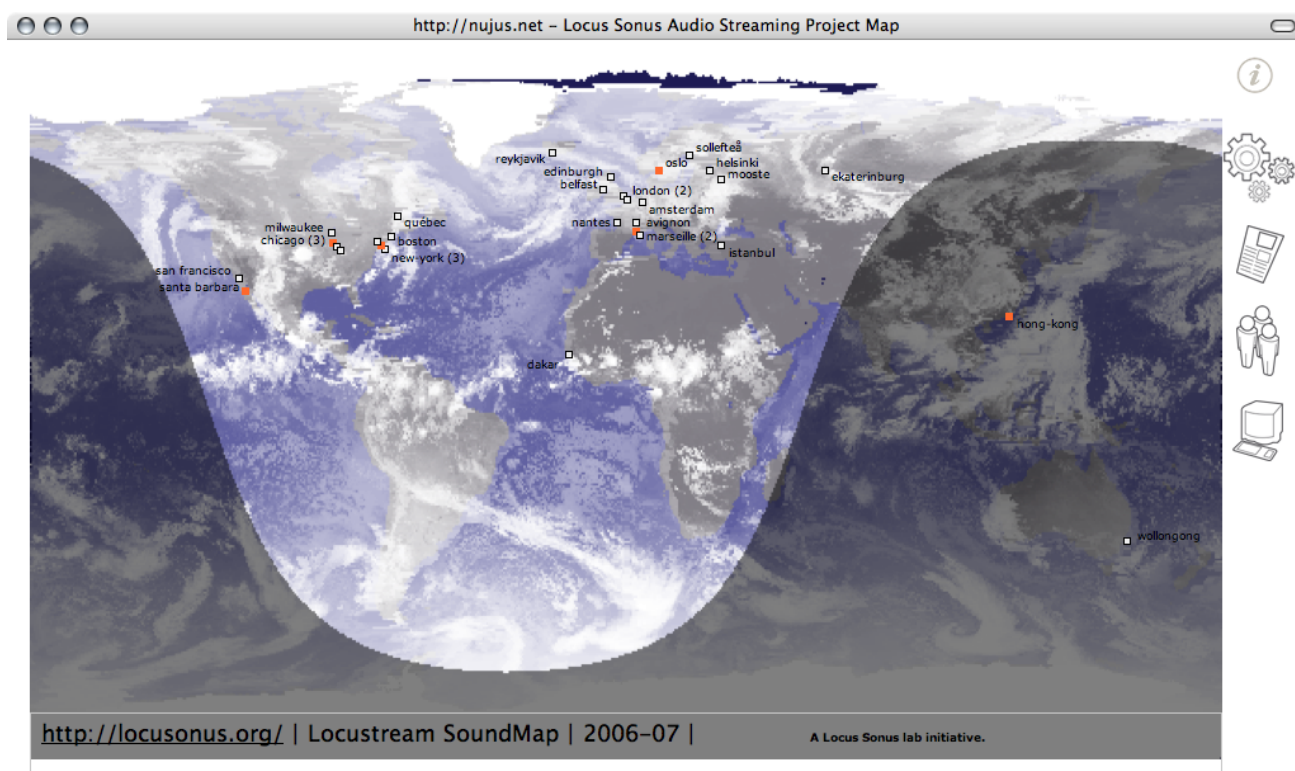 http://nujus.net – Locus Sonus Audio Streaming Project Map
i
reykjavik
sollefteå
oslo
helsinki
edinburgh
mooste
ekaterinburg
belfast
london (2)
amsterdam
québec
nantes
avignon
milwaukee
marseille (2)
chicago (3)
boston
istanbul
new-york (3)
san francisco
santa barbara
hong-kong
dakar
wollongong
http://locusonus.org/ | Locustream SoundMap | 2006–07 |
A Locus Sonus lab initiative.